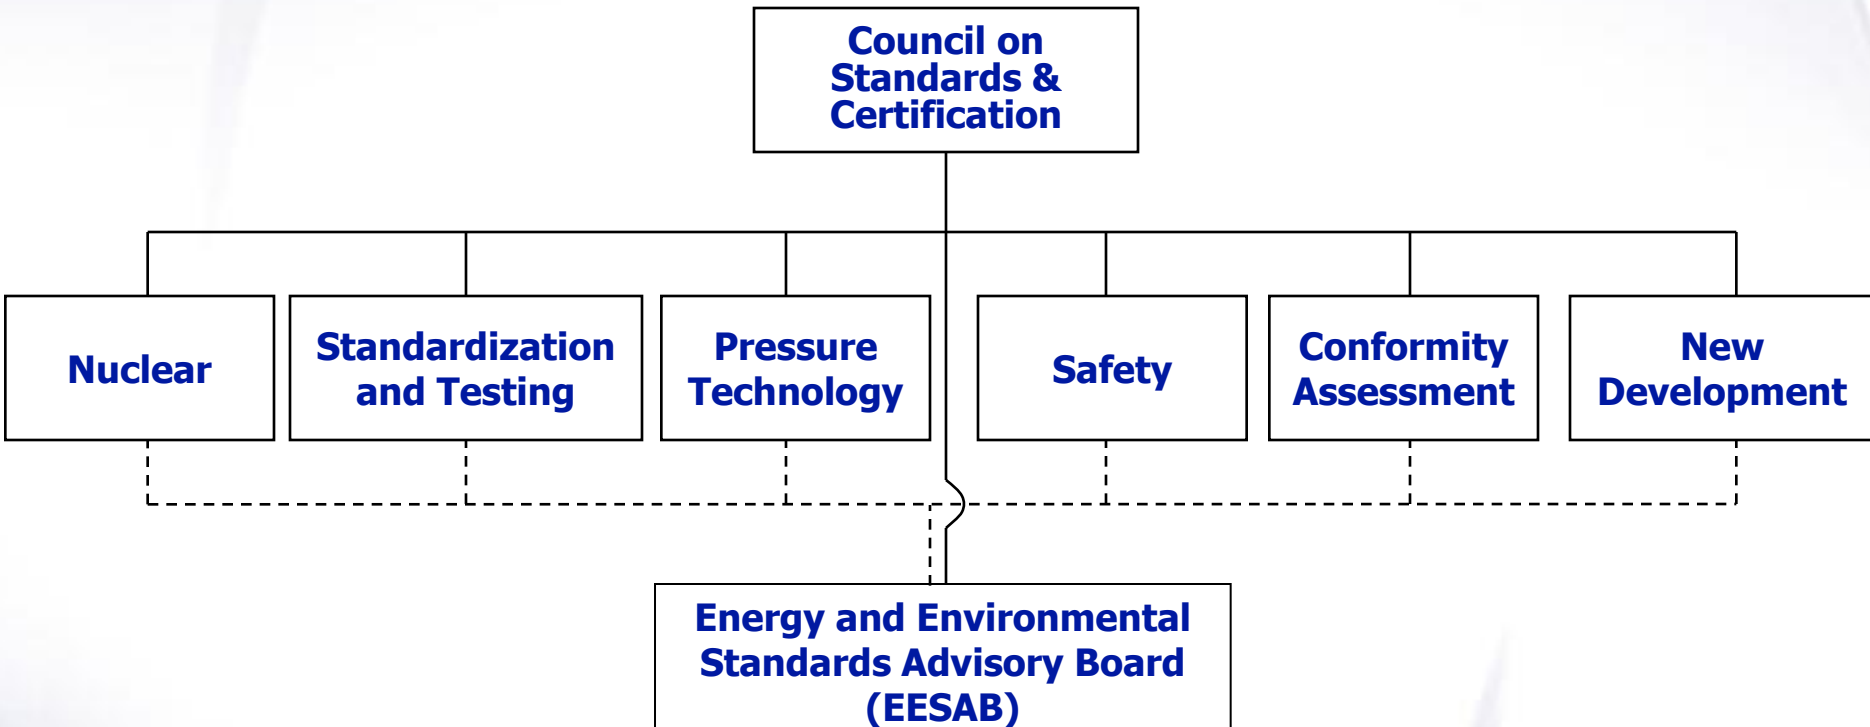 Council on
Standards &
Certification
Nuclear
Standardization
and Testing
Pressure
Technology
Safety
Conformity
Assessment
New
Development
Energy and Environmental
Standards Advisory Board
(EESAB)